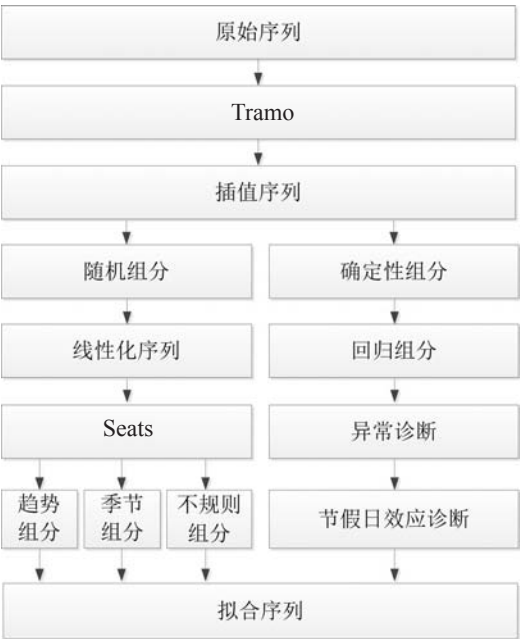 原始序列
Tramo
插值序列
随机组分
确定性组分
线性化序列
回归组分
Seats
异常诊断
趋势
组分
季节
组分
不规则
组分
节假日效应诊断
拟合序列